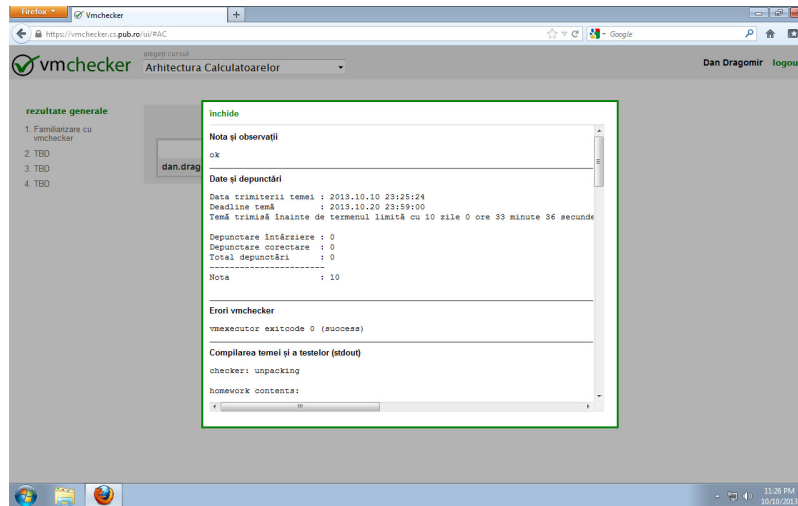 Firefox
Vmchecker
https://vmchecker.cs.pub.ro/ui/#AC
Google
vmchecker
alegeți cursul
Arhitectura Calculatoarelor
Dan Dragomir
logou
rezultate generale
1. Familiarizare cu
vmchecker
2. TBD
3. TBD
4. TBD
dan.drag
închide
Nota și observații
ok
Date și depunctări
Data trimiterii temei : 2013.10.10 23:25:24
Deadline temă : 2013.10.20 23:59:00
Temă trimisă înainte de termenul limită cu 10 zile 0 ore 33 minute 36 secunde
Depunctare întârziere : 0
Depunctare corectare : 0
Total depunctări : 0
-----------------------
Nota : 10
Erori vmchecker
vmexecutor exitcode 0 (success)
Compilarea temei și a testelor (stdout)
checker: unpacking
homework contents:
11:26 PM
10/10/2013